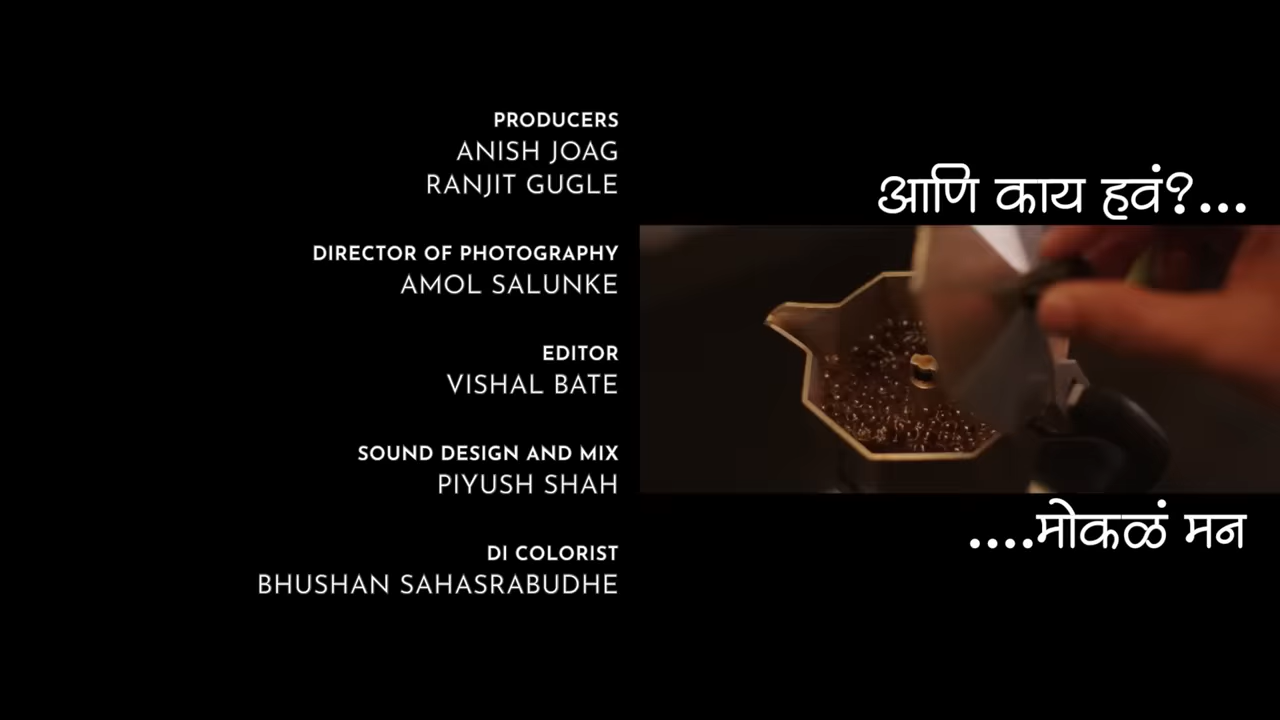 PRODUCERS
ANISH JOAG
RANJIT GUGLE
DIRECTOR OF PHOTOGRAPHY
AMOL SALUNKE
EDITOR
VISHAL BATE
SOUND DESIGN AND MIX
PIYUSH SHAH
DI COLORIST
BHUSHAN SAHASRABUDHE
आणि काय हवं?...
....मोकळं मन